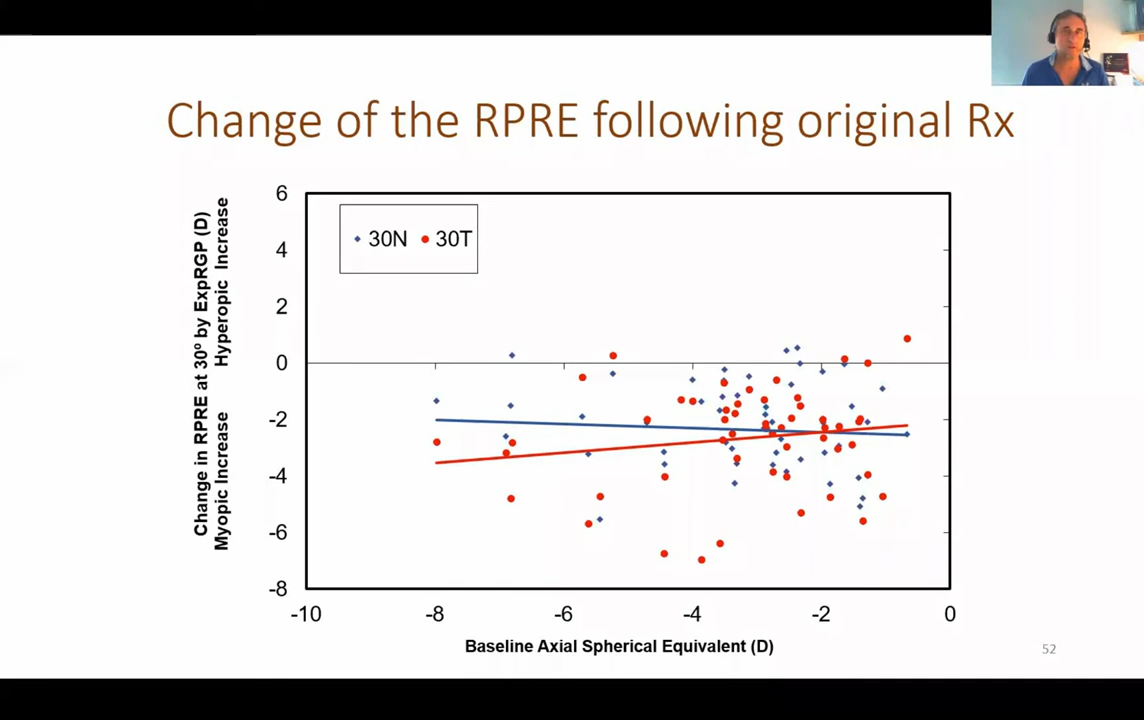 Change of the RPRE following original Rx
Change in RPRE at 30º by ExpRGP (D)
Myopic Increase Hyperopic Increase
30N 30T
6
4
2
0
-2
-4
-6
-8
-10 -8 -6 -4 -2 0
Baseline Axial Spherical Equivalent (D)
52